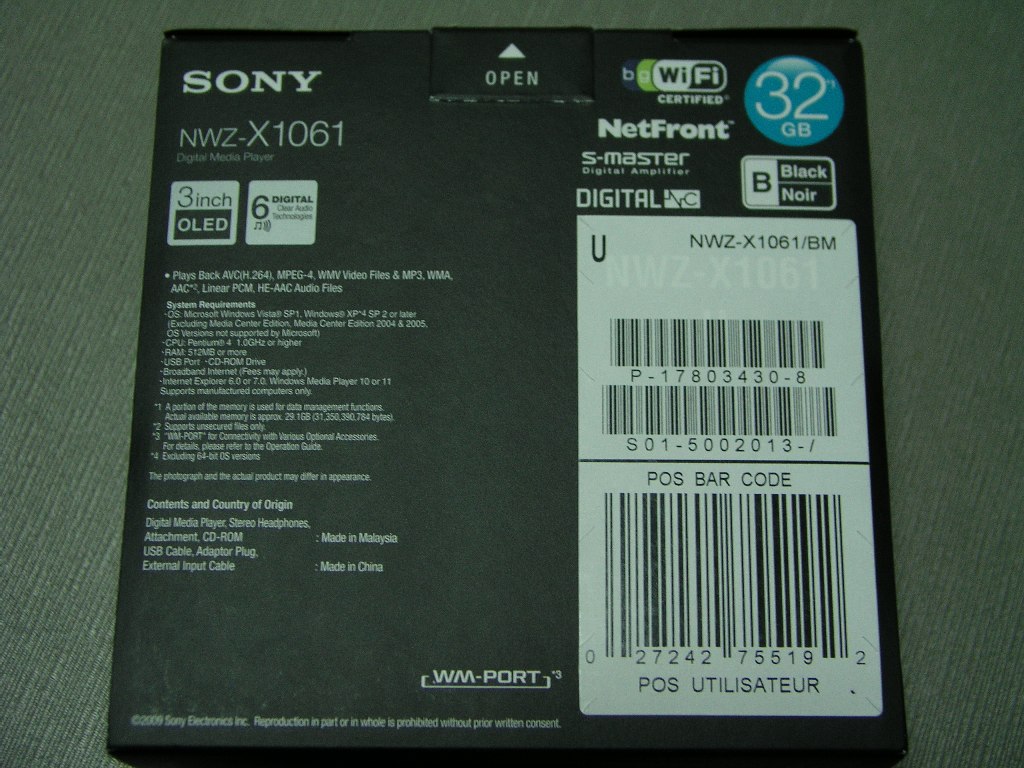 OPEN
SONY
NWZ-X1061
Digital Media Player
3inch
OLED
6 DIGITAL
Clear Audio
Technologies
b g Wi Fi
CERTIFIED®
32*1
GB
NetFront™
S-MASTER
Digital Amplifier
DIGITAL NC
B Black
Noir
• Plays Back AVC(H.264), MPEG-4, WMV Video Files & MP3, WMA,
AAC*2, Linear PCM, HE-AAC Audio Files
System Requirements
·OS: Microsoft Windows Vista® SP1, Windows® XP*4 SP 2 or later
(Excluding Media Center Edition, Media Center Edition 2004 & 2005,
OS Versions not supported by Microsoft)
·CPU: Pentium® 4 1.0GHz or higher
·RAM: 512MB or more
·USB Port ·CD-ROM Drive
·Broadband Internet (Fees may apply.)
·Internet Explorer 6.0 or 7.0, Windows Media Player 10 or 11
Supports manufactured computers only.
*1 A portion of the memory is used for data management functions.
Actual available memory is approx. 29.1GB (31,350,390,784 bytes).
*2 Supports unsecured files only.
*3 "WM-PORT" for Connectivity with Various Optional Accessories.
For details, please refer to the Operation Guide.
*4 Excluding 64-bit OS versions
The photograph and the actual product may differ in appearance.
Contents and Country of Origin
Digital Media Player, Stereo Headphones,
Attachment, CD-ROM : Made in Malaysia
USB Cable, Adaptor Plug,
External Input Cable : Made in China
WM-PORT*3
©2009 Sony Electronics Inc. Reproduction in part or in whole is prohibited without prior written consent.
U NWZ-X1061/BM
NWZ-X1061
P-17803430-8
S01-5002013-/
POS BAR CODE
0 27242 75519 2
POS UTILISATEUR